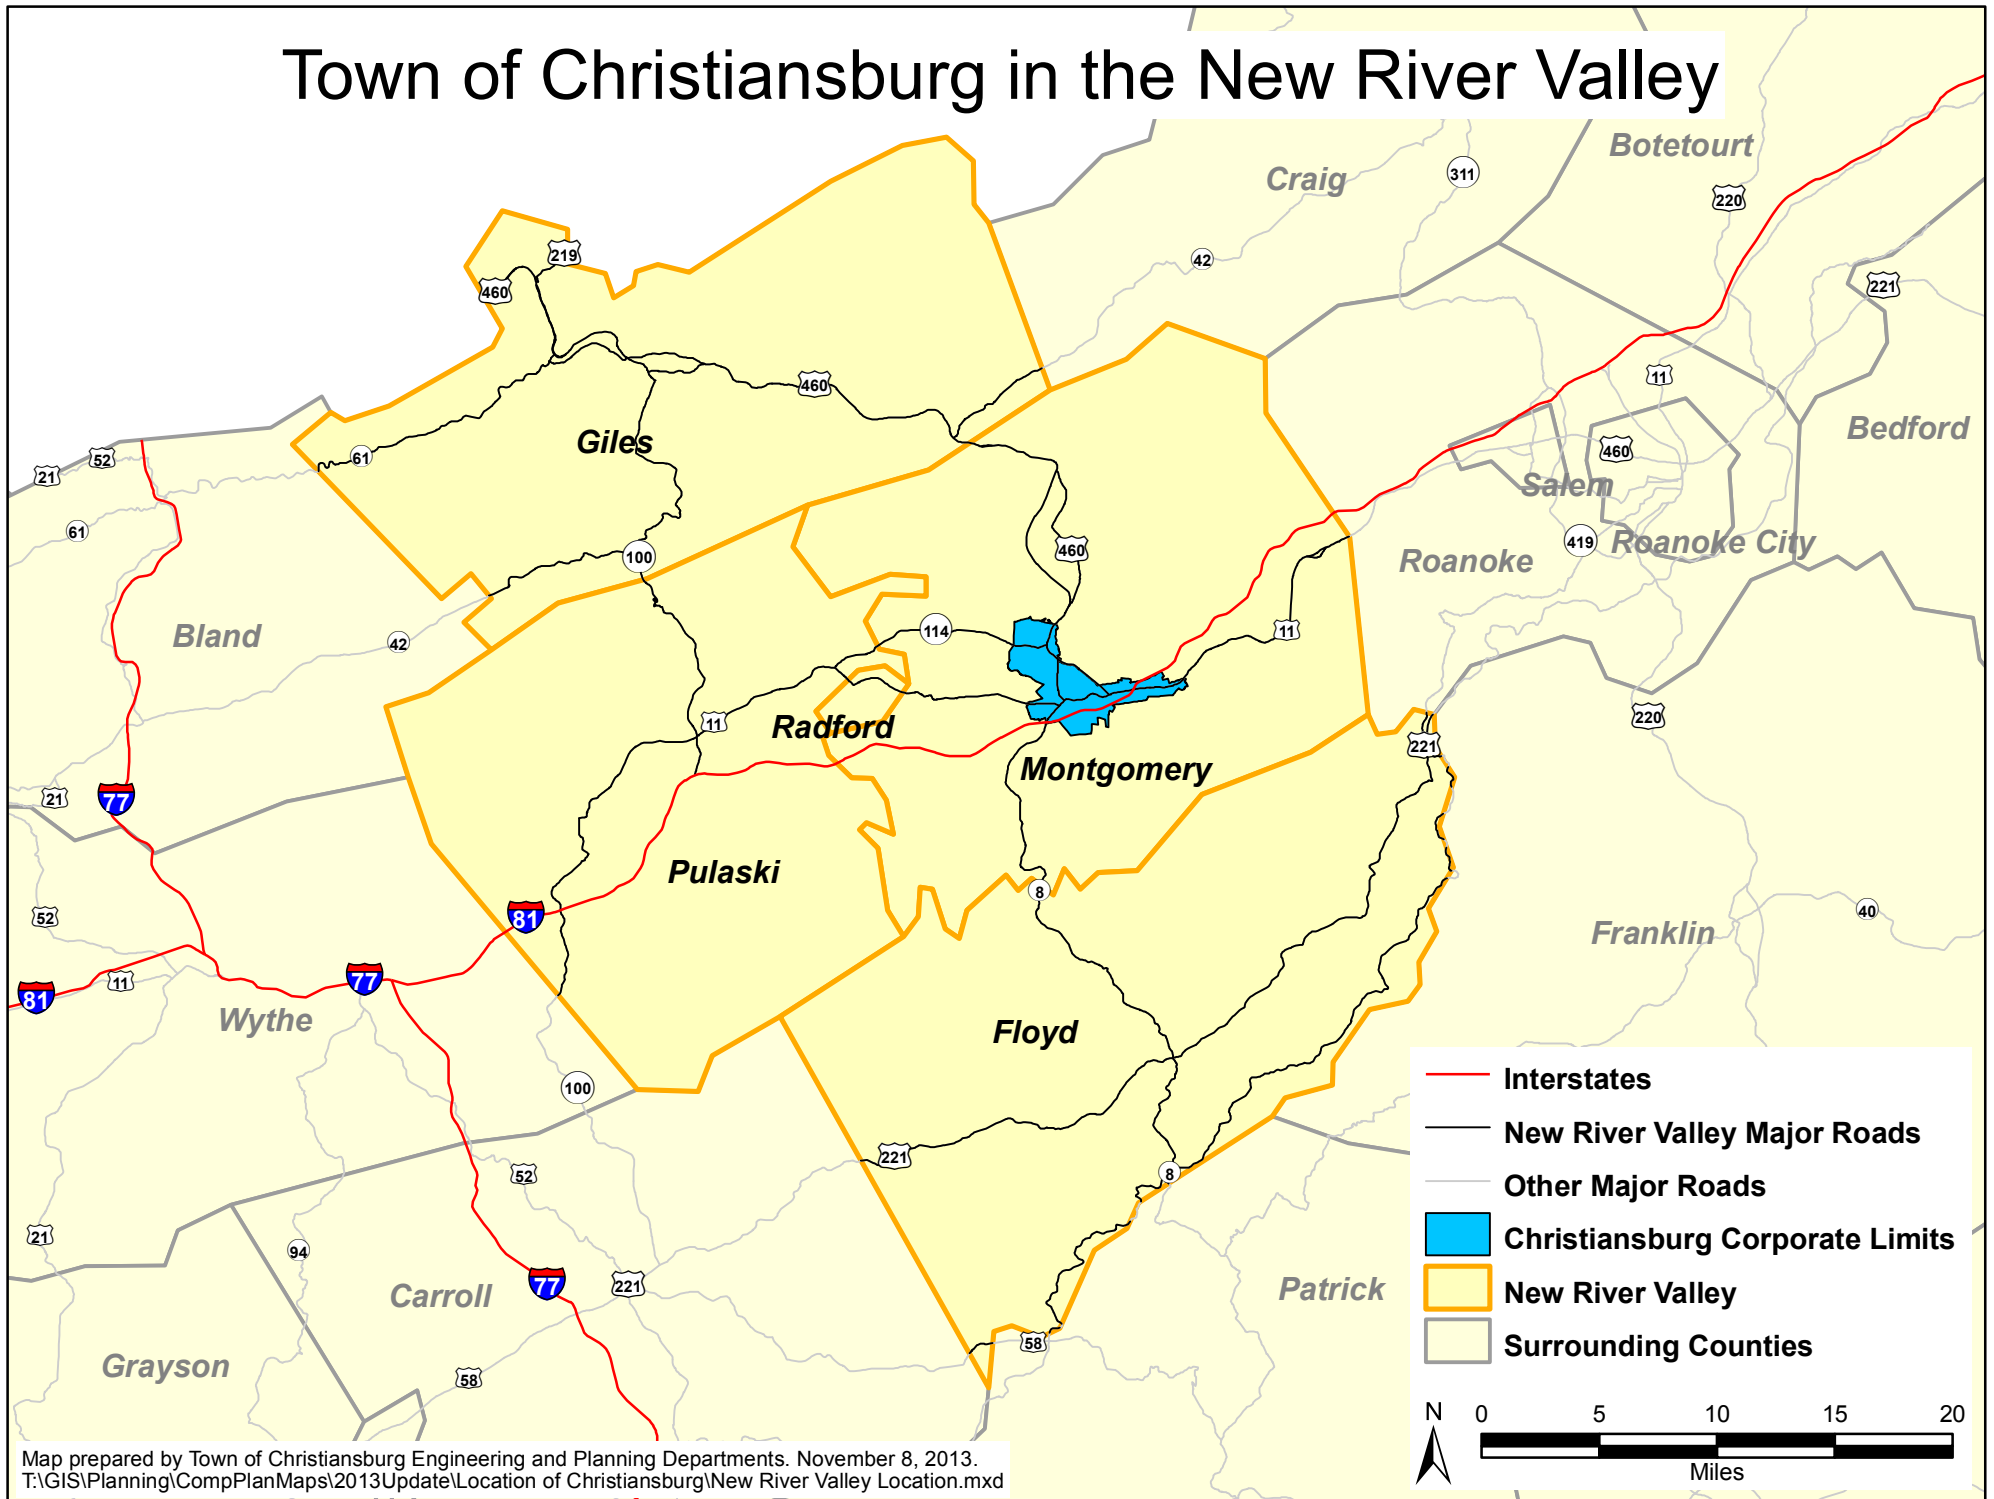 Town of Christiansburg in the New River Valley
Botetourt
Craig
311
220
219
42
460
221
460
11
Giles
Bedford
61
52
460
21
Salem
61
419
Roanoke City
460
100
Roanoke
Bland
42
114
11
11
Radford
220
221
Montgomery
77
21
Pulaski
8
81
52
40
Franklin
77
11
81
Wythe
Floyd
100
221
52
8
21
94
77
221
Carroll
Patrick
58
Grayson
58
Interstates
New River Valley Major Roads
Other Major Roads
Christiansburg Corporate Limits
New River Valley
Surrounding Counties
N
0 5 10 15 20
Miles
Map prepared by Town of Christiansburg Engineering and Planning Departments. November 8, 2013.
T:\GIS\Planning\CompPlanMaps\2013Update\Location of Christiansburg\New River Valley Location.mxd